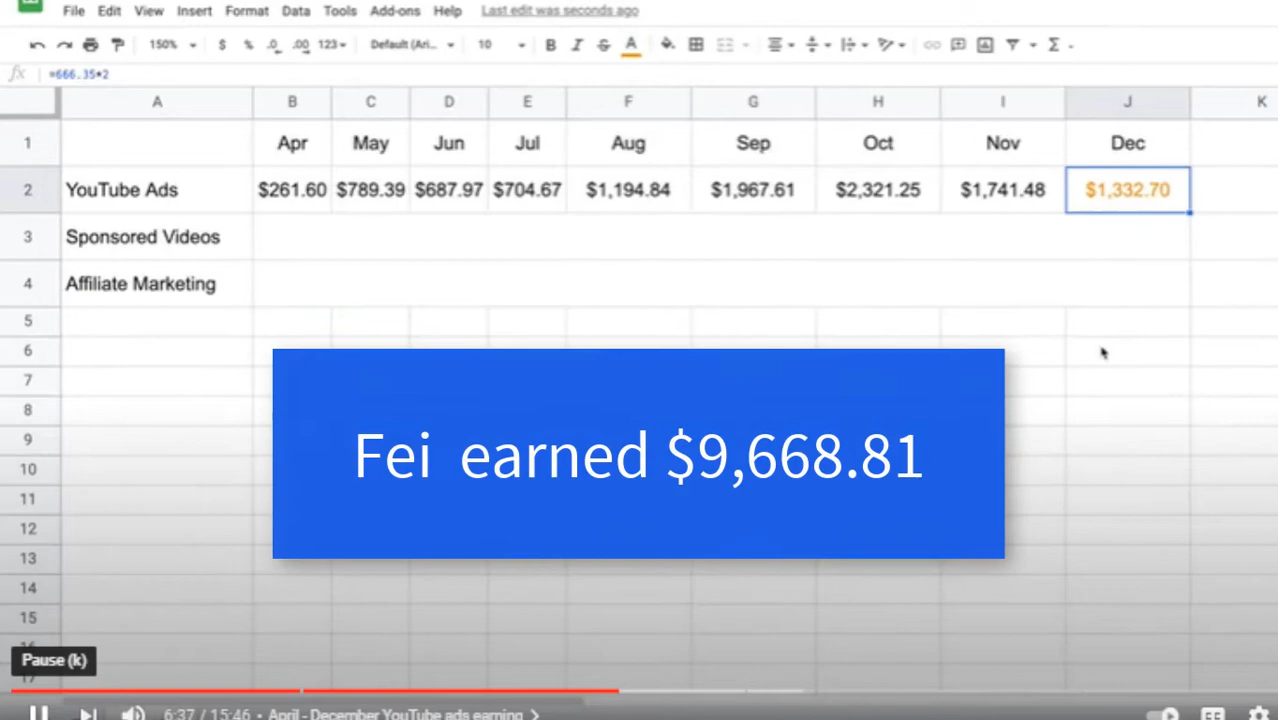 File Edit View Insert Format Data Tools Add-ons Help Last edit was seconds ago
150% $ % .0 .00 123 Default (Ari... 10 B I S A
fx =666.35*2
A B C D E F G H I J K
1 Apr May Jun Jul Aug Sep Oct Nov Dec
2 YouTube Ads $261.60 $789.39 $687.97 $704.67 $1,194.84 $1,967.61 $2,321.25 $1,741.48 $1,332.70
3 Sponsored Videos
4 Affiliate Marketing
5
6
7
8
9
10
11
12
13
14
15
Fei earned $9,668.81
Pause (k)
17
6:37 / 15:46 • April - December YouTube ads earning